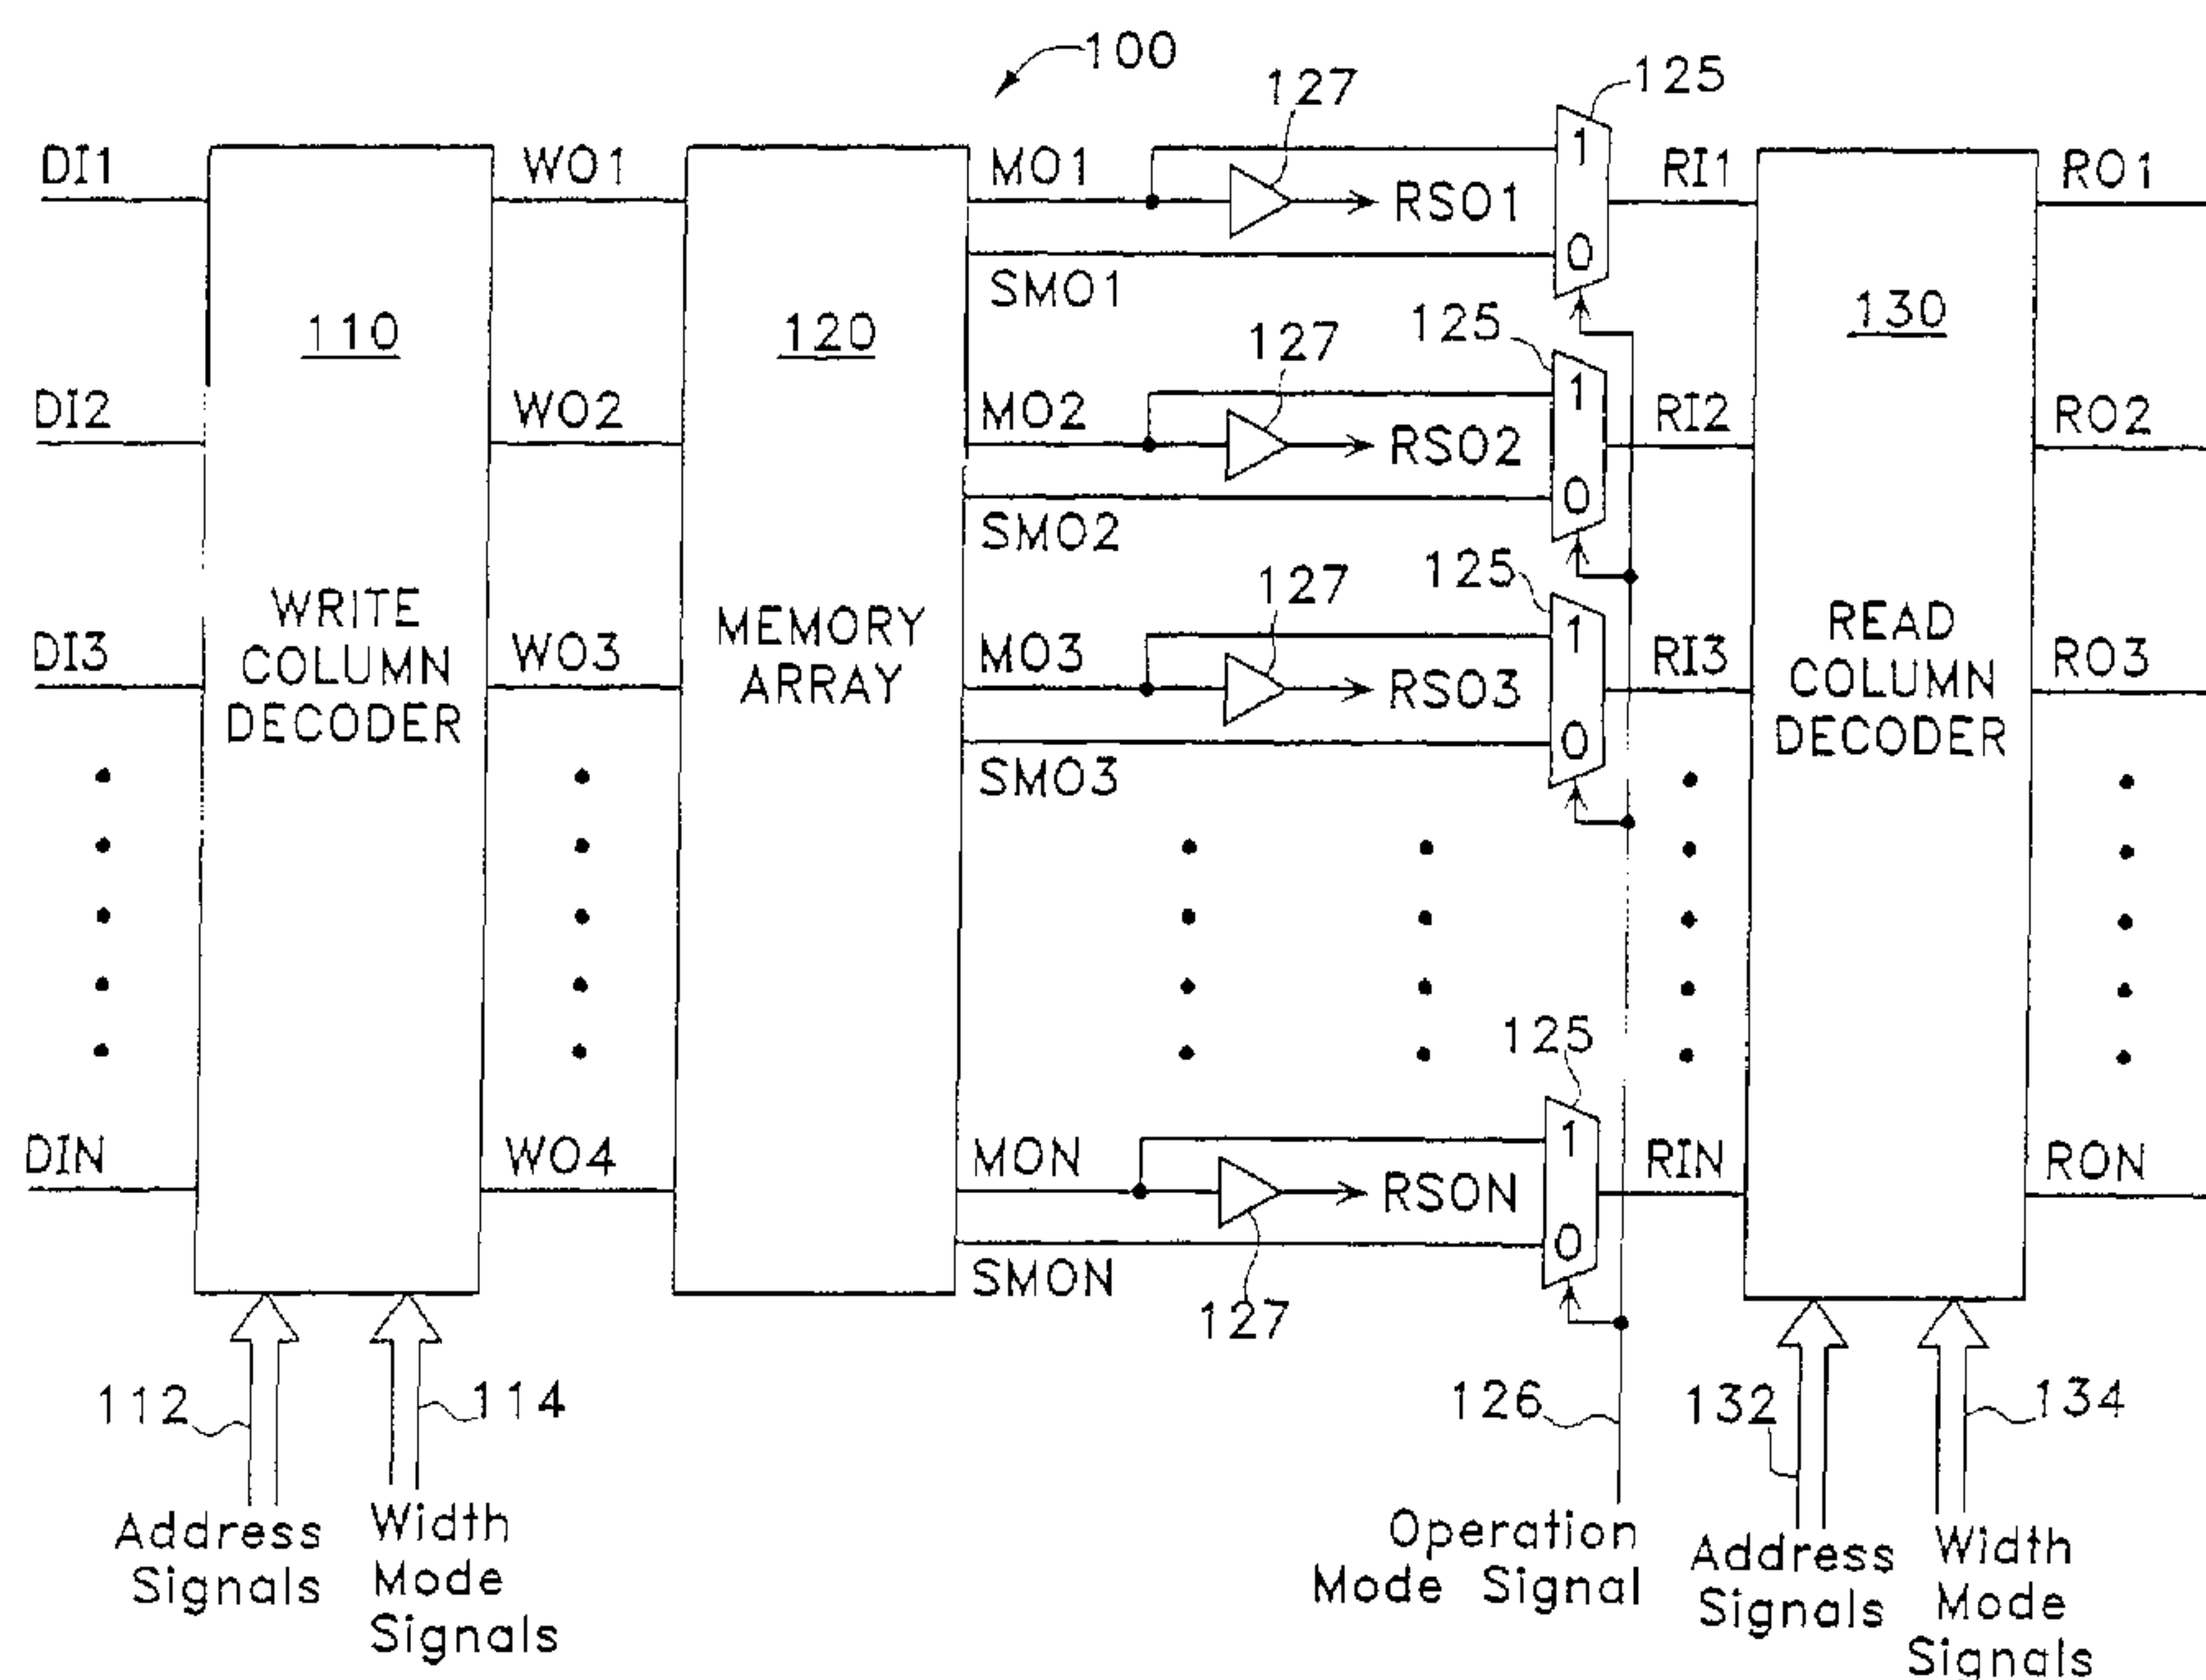 100
127
125
DI1
WO1
MO1
RSO1
1
0
RI1
RO1
SMO1
110
120
127
125
130
DI2
WO2
MO2
RSO2
1
0
RI2
RO2
SMO2
WRITE
COLUMN
DECODER
MEMORY
ARRAY
127
125
READ
COLUMN
DECODER
DI3
WO3
MO3
RSO3
1
0
RI3
RO3
SMO3
125
DIN
WO4
MON
RSON
1
0
RIN
RON
SMON
127
112
114
126
132
134
Address
Signals
Width
Mode
Signals
Operation
Mode Signal
Address
Signals
Width
Mode
Signals